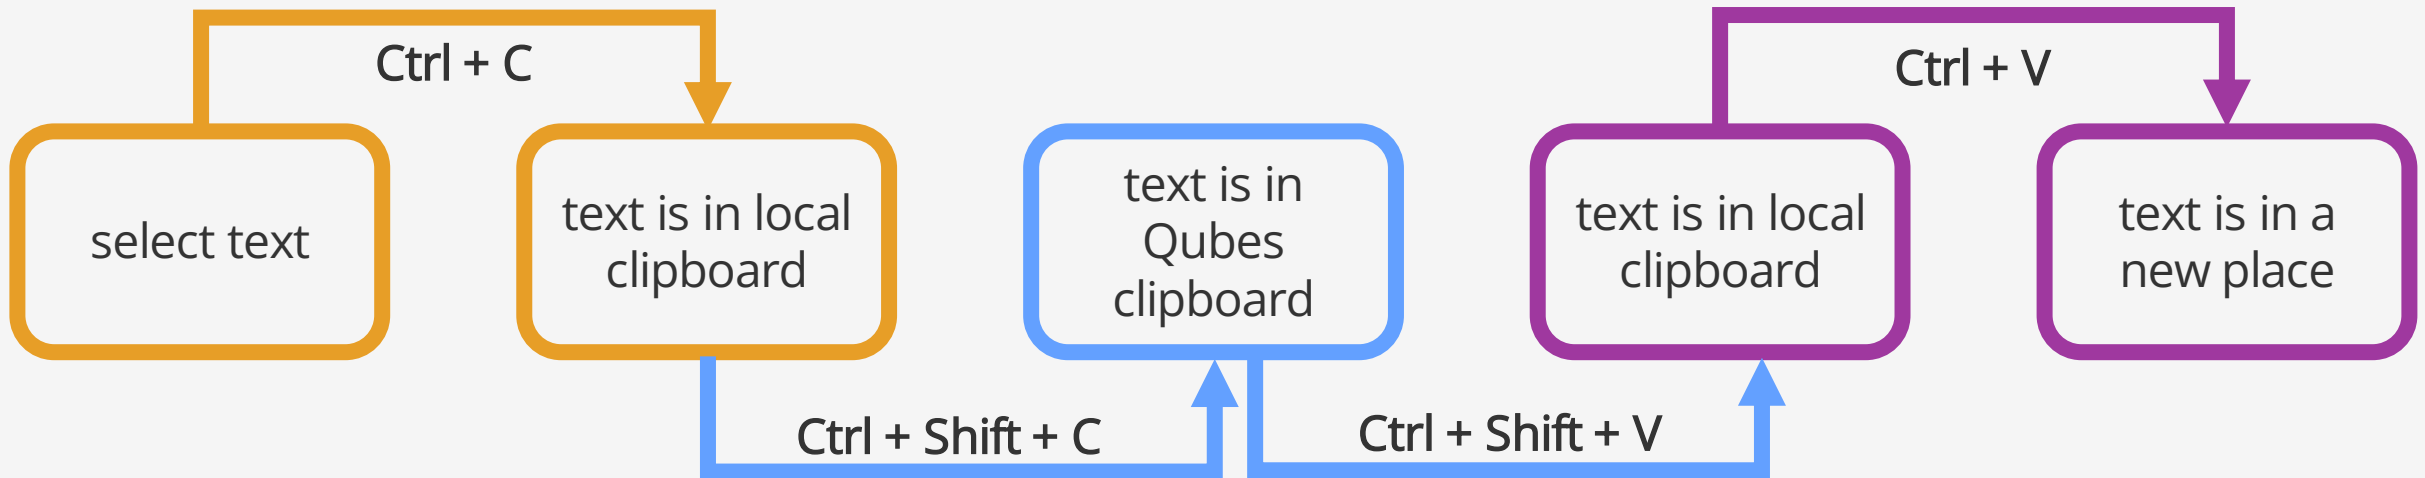 Ctrl + C
Ctrl + V
select text
text is in local
clipboard
text is in
Qubes
clipboard
text is in local
clipboard
text is in a
new place
Ctrl + Shift + C
Ctrl + Shift + V